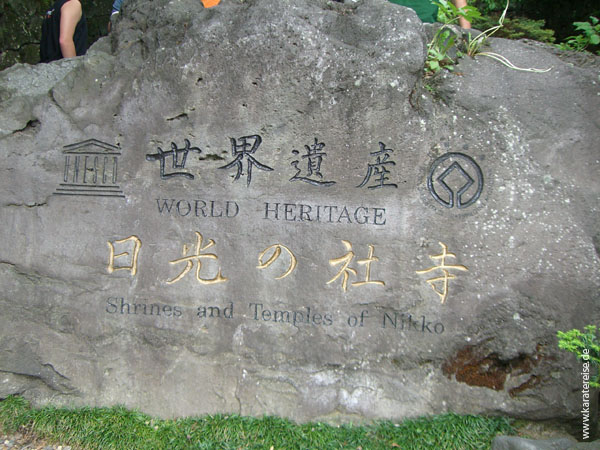 世界遺産
WORLD HERITAGE
日光の社寺
Shrines and Temples of Nikko
www.karatereise.de